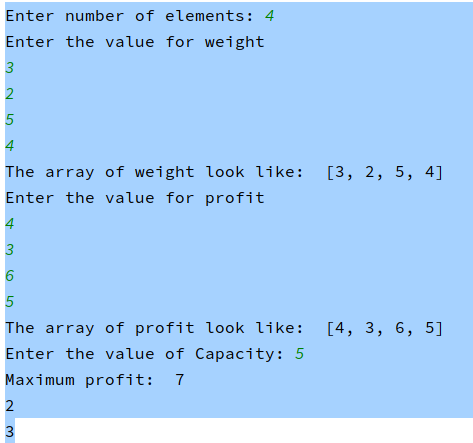 Enter number of elements: 4
Enter the value for weight
3
2
5
4
The array of weight look like:  [3, 2, 5, 4]
Enter the value for profit
4
3
6
5
The array of profit look like:  [4, 3, 6, 5]
Enter the value of Capacity: 5
Maximum profit:  7
2
3